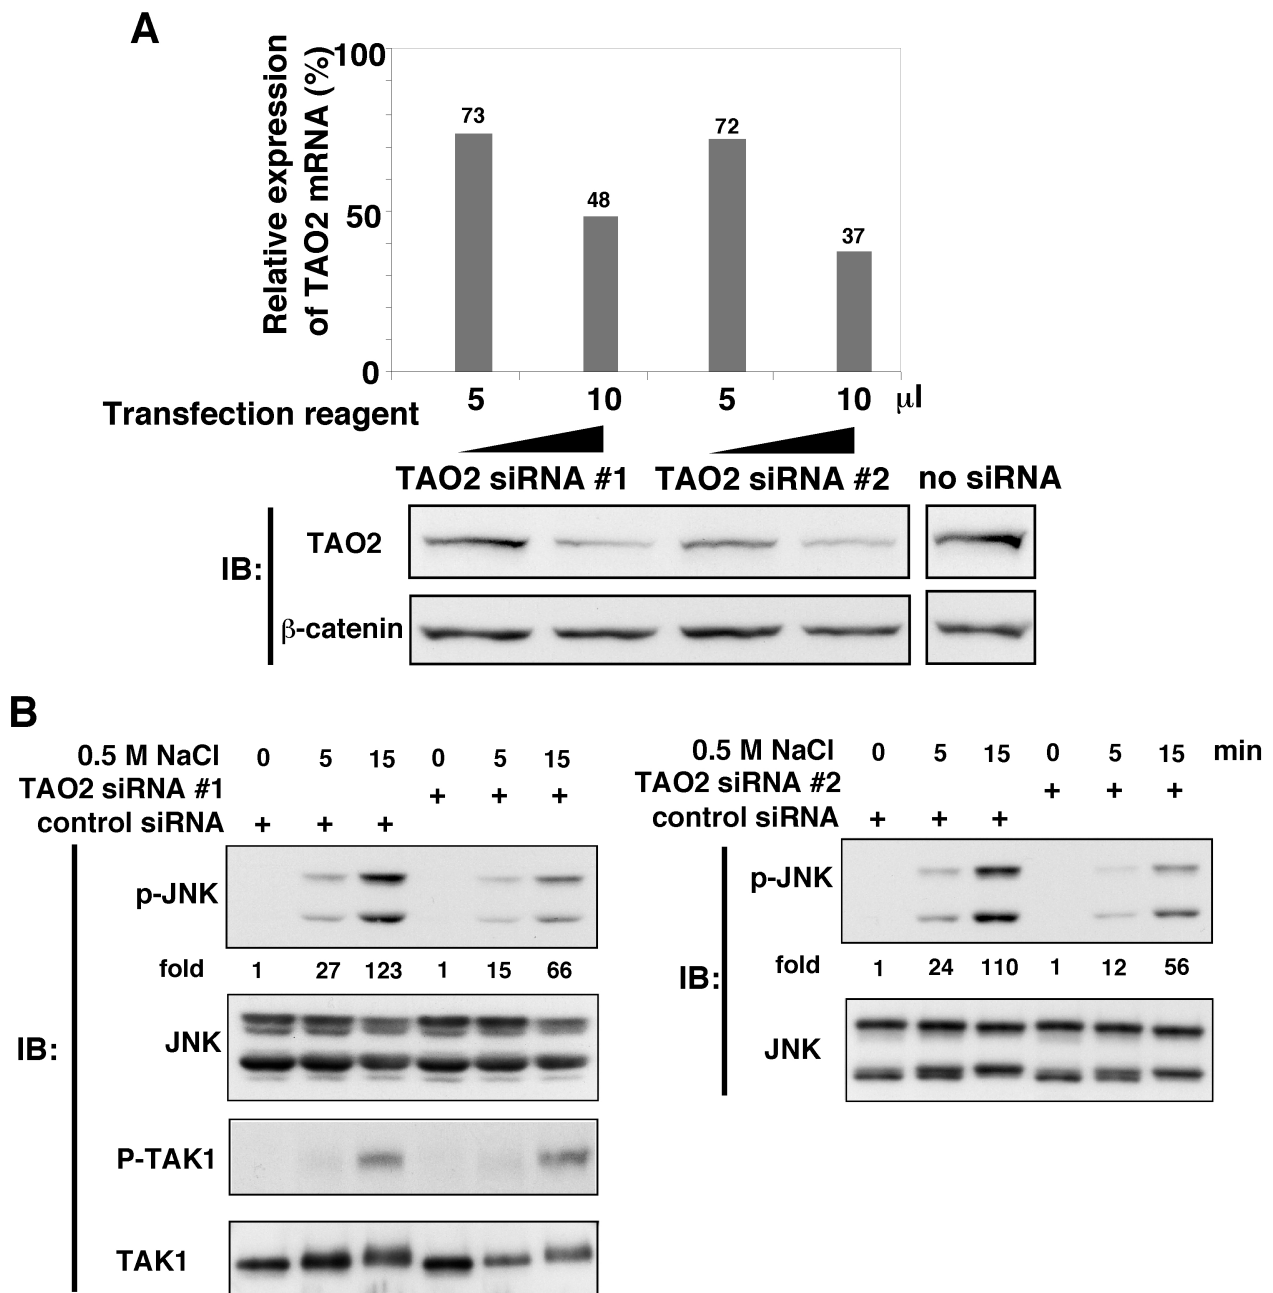 A
Relative expression
of TAO2 mRNA (%)
100
50
0
73
48
72
37
Transfection reagent 5 10 5 10 μl
TAO2 siRNA #1 TAO2 siRNA #2 no siRNA
IB:
TAO2
β-catenin
B
0.5 M NaCl 0 5 15 0 5 15
TAO2 siRNA #1 + + +
control siRNA + + +
IB:
p-JNK
fold 1 27 123 1 15 66
JNK
P-TAK1
TAK1
0.5 M NaCl 0 5 15 0 5 15 min
TAO2 siRNA #2 + + +
control siRNA + + +
IB:
p-JNK
fold 1 24 110 1 12 56
JNK